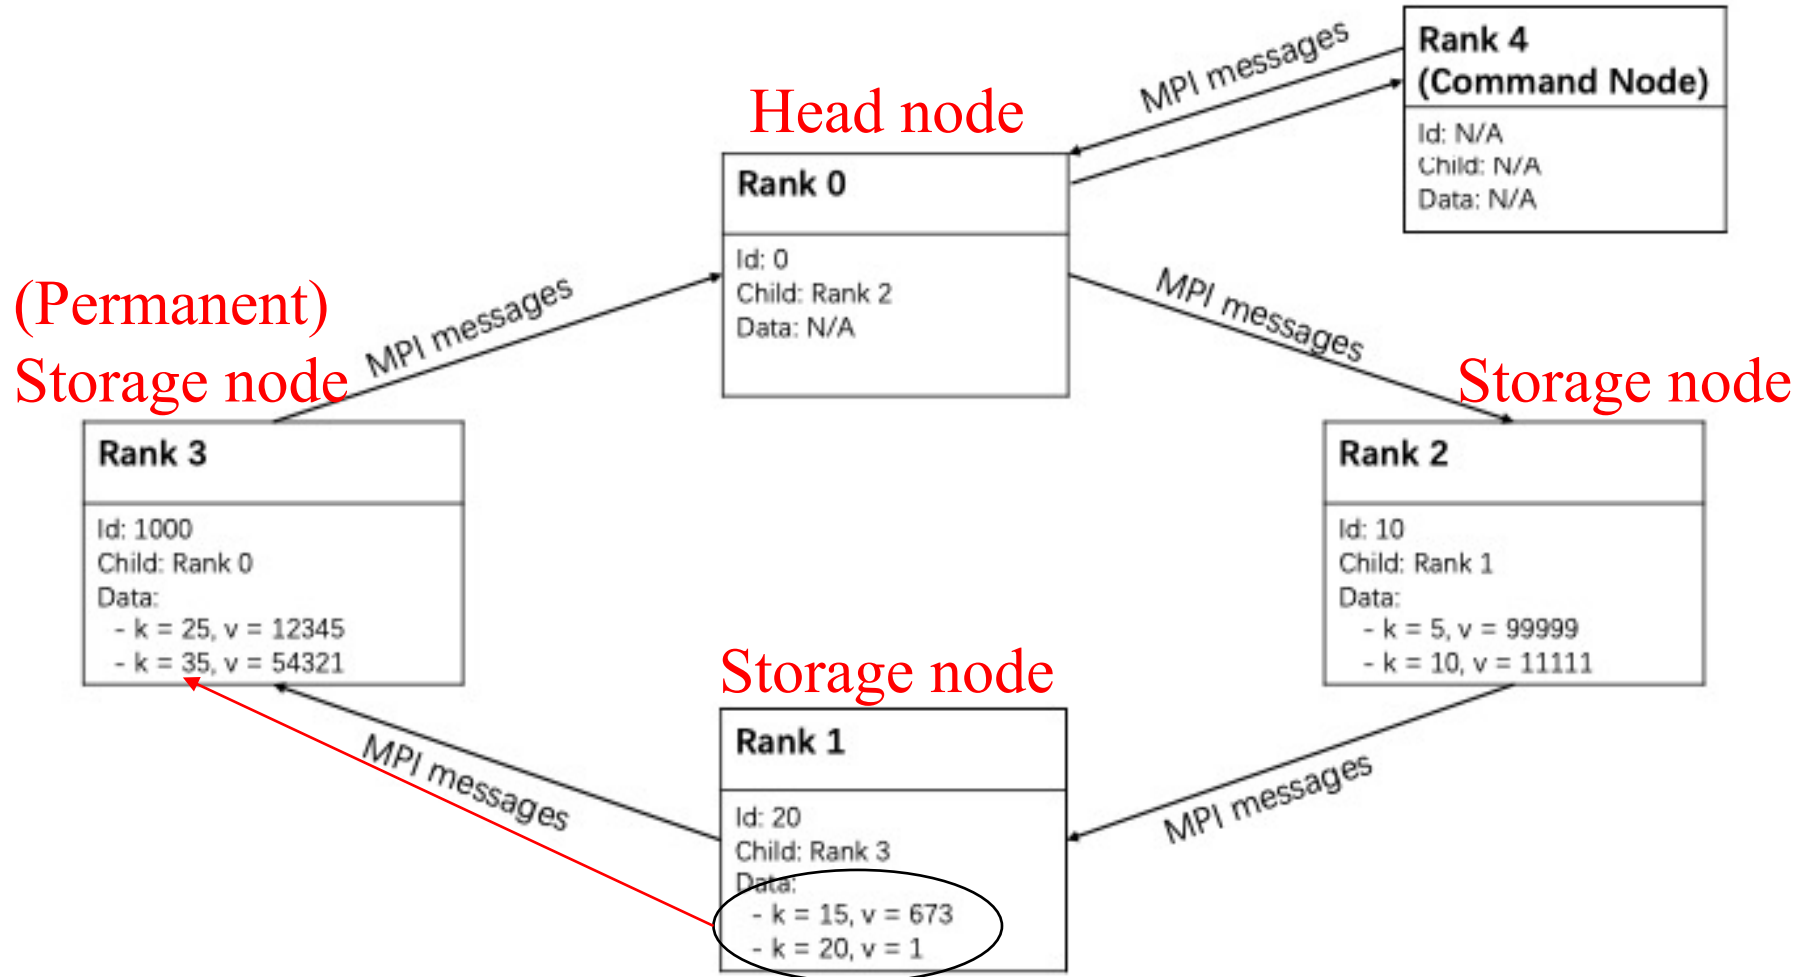 Rank 4
(Command Node)
Id: N/A
Child: N/A
Data: N/A
MPI messages
Head node
Rank 0
Id: 0
Child: Rank 2
Data: N/A
MPI messages
MPI messages
(Permanent)
Storage node
Rank 3
Id: 1000
Child: Rank 0
Data:
- k = 25, v = 12345
- k = 35, v = 54321
Storage node
Rank 2
Id: 10
Child: Rank 1
Data:
- k = 5, v = 99999
- k = 10, v = 11111
Storage node
Rank 1
Id: 20
Child: Rank 3
Data:
- k = 15, v = 673
- k = 20, v = 1
MPI messages
MPI messages